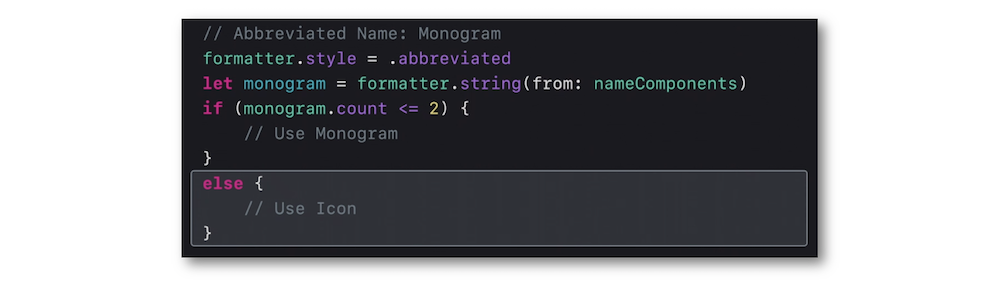 // Abbreviated Name: Monogram
formatter.style = .abbreviated
let monogram = formatter.string(from: nameComponents)
if (monogram.count <= 2) {
    // Use Monogram
}
else {
    // Use Icon
}